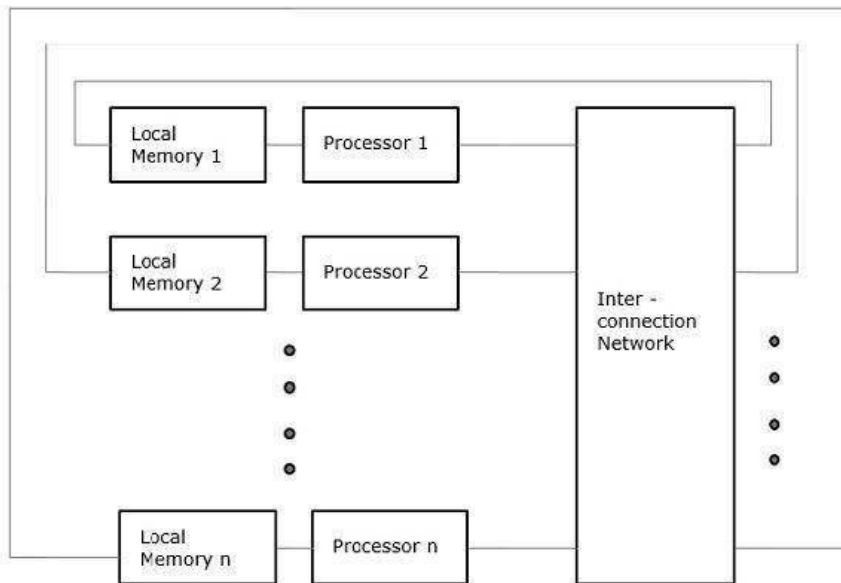 Local
Memory 1
Processor 1
Local
Memory 2
Processor 2
Inter -
connection
Network
Local
Memory n
Processor n